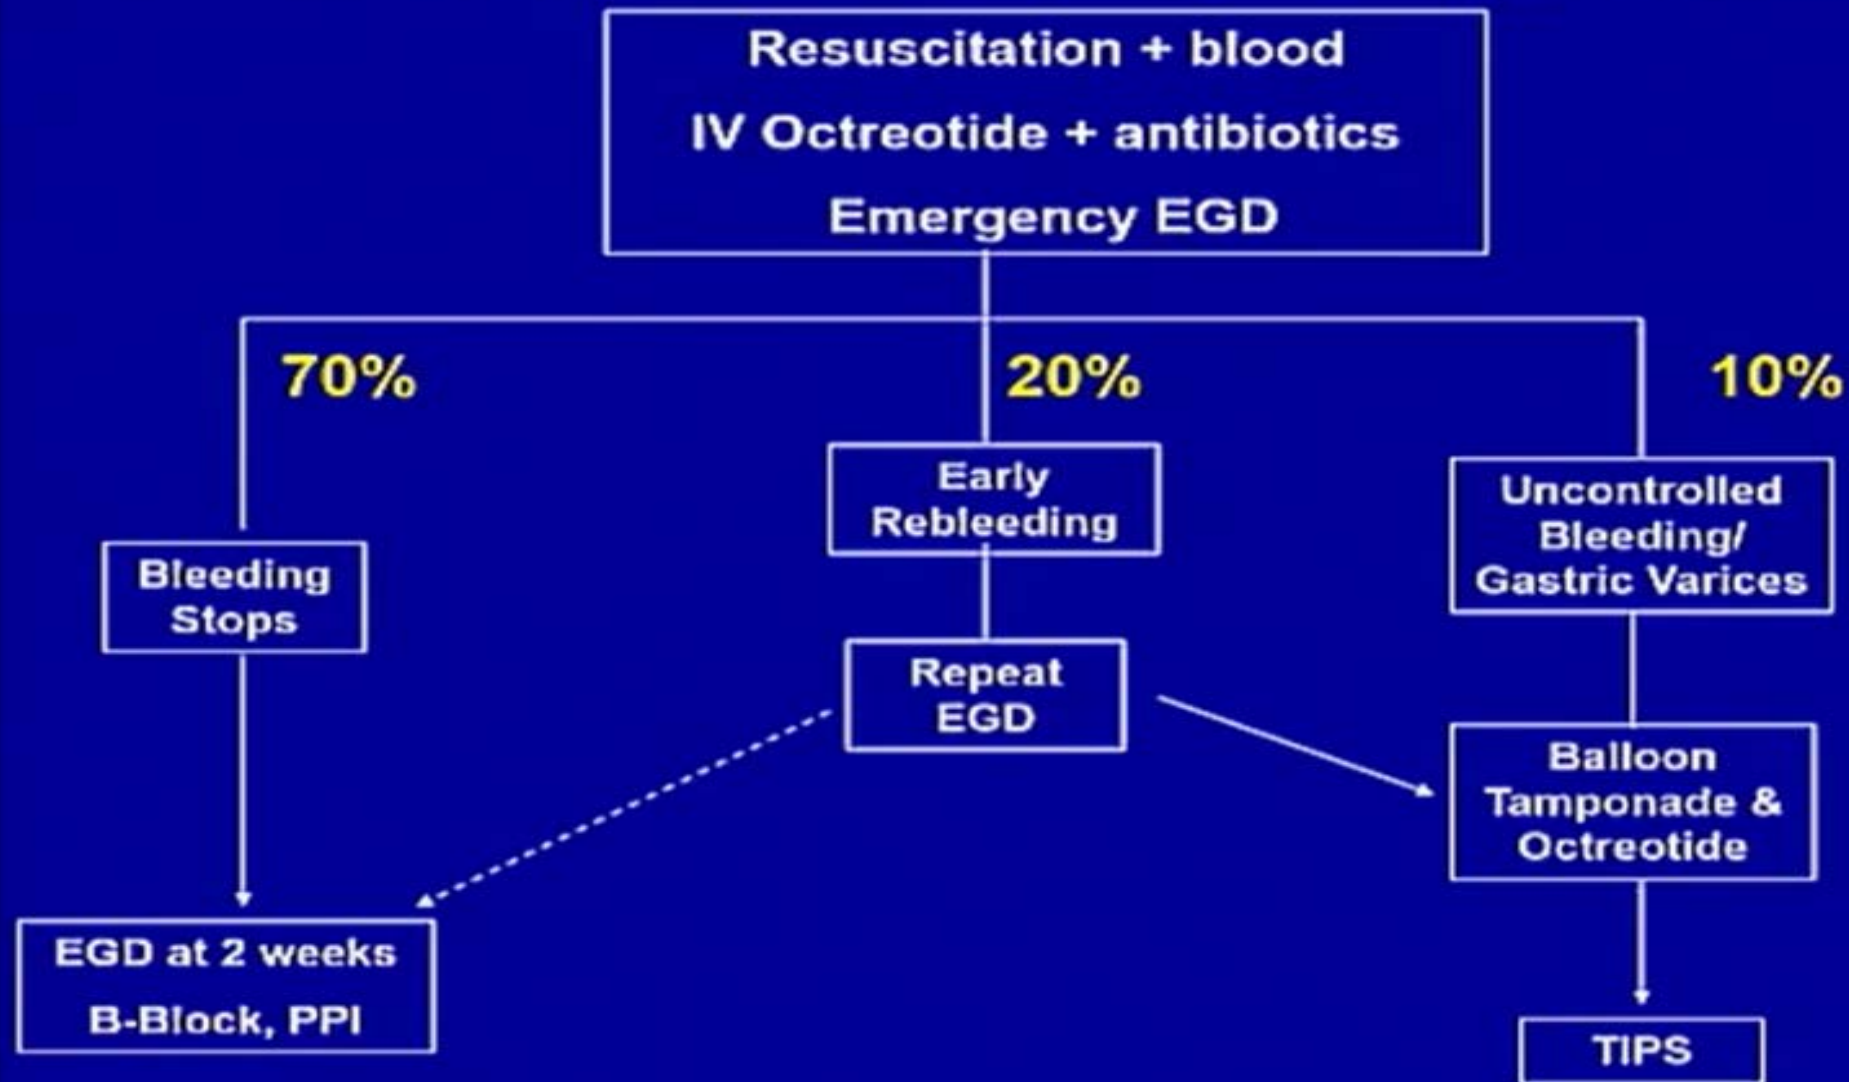 Resuscitation + blood
IV Octreotide + antibiotics
Emergency EGD
70%
20%
10%
Early
Rebleeding
Uncontrolled
Bleeding/
Gastric Varices
Bleeding
Stops
Repeat
EGD
Balloon
Tamponade &
Octreotide
EGD at 2 weeks
B-Block, PPI
TIPS